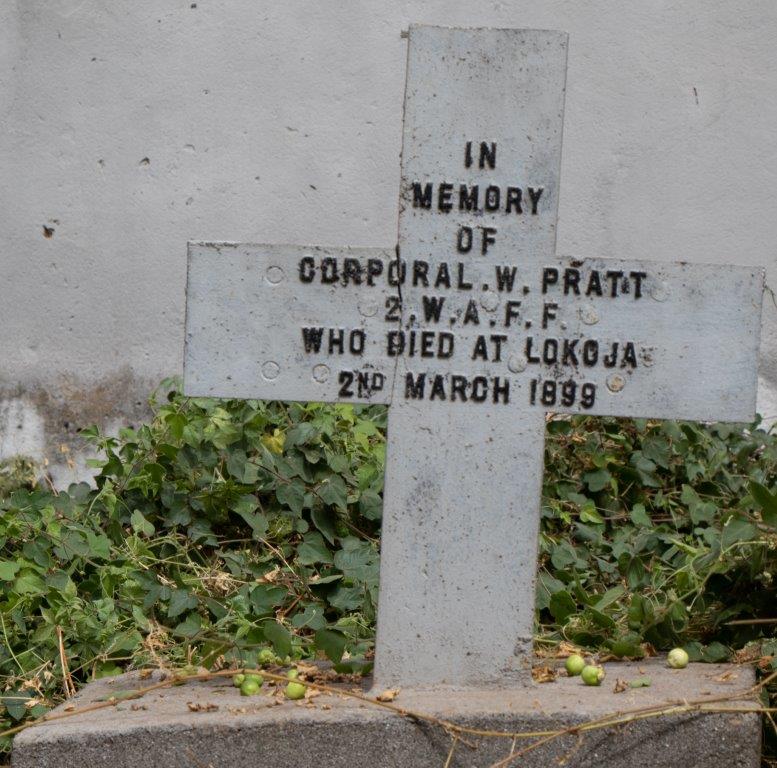 IN
MEMORY
OF
CORPORAL.W. PRATT
2.W.A.F.F.
WHO DIED AT LOKOJA
2ND MARCH 1899